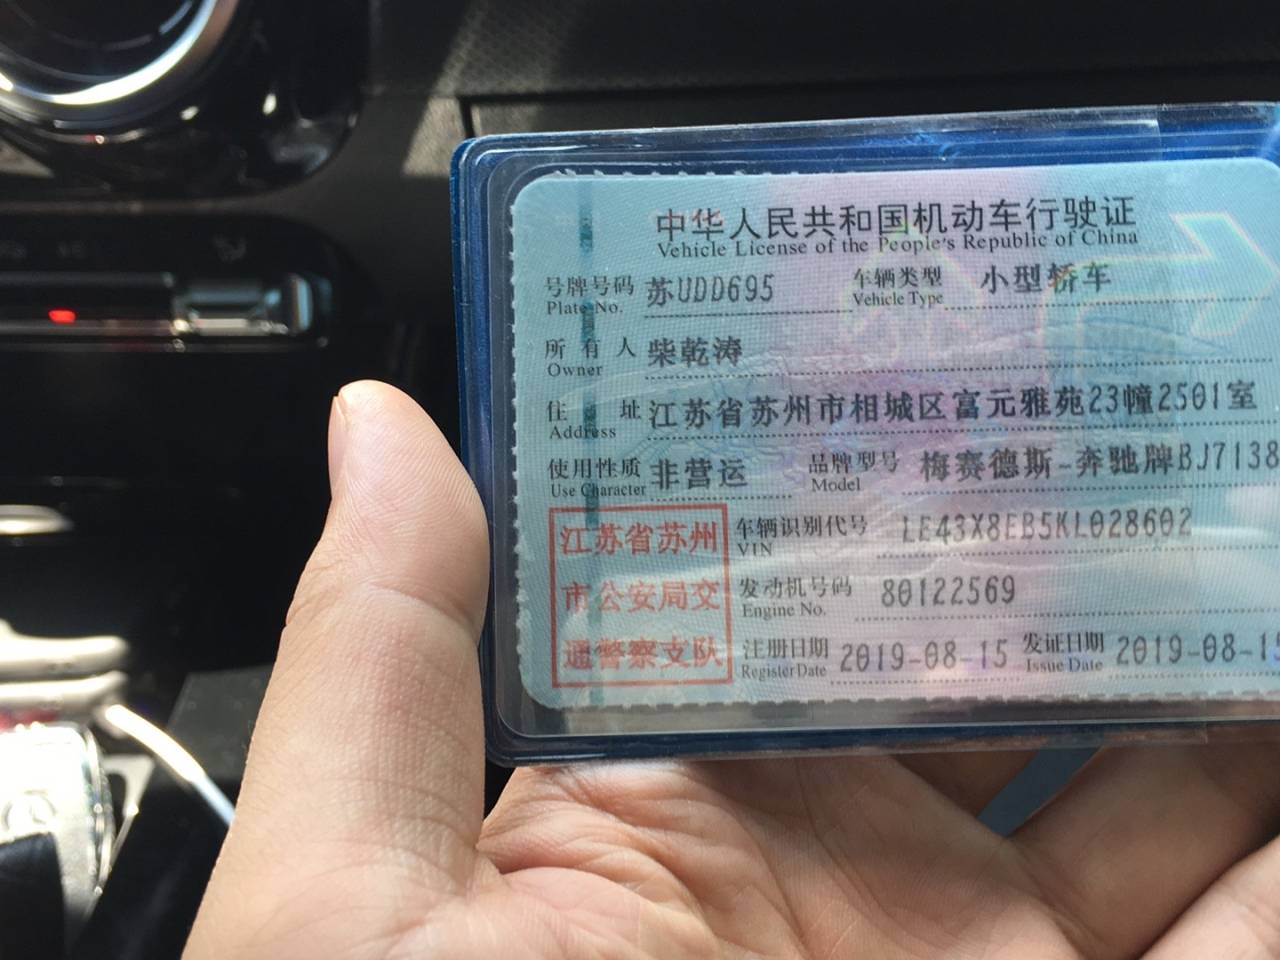 中华人民共和国机动车行驶证
Vehicle License of the People's Republic of China
号牌号码 苏UDD695 车辆类型 小型轿车
Plate No. Vehicle Type
所有人 柴乾涛
Owner
住址 江苏省苏州市相城区富元雅苑23幢2501室
Address
使用性质 非营运 品牌型号 梅赛德斯-奔驰牌BJ7138
Use Character Model
江苏省苏州
市公安局交
通警察支队
车辆识别代号 LE43X8EB5KL028602
VIN
发动机号码 80122569
Engine No.
注册日期 2019-08-15 发证日期 2019-08-15
Register Date Issue Date